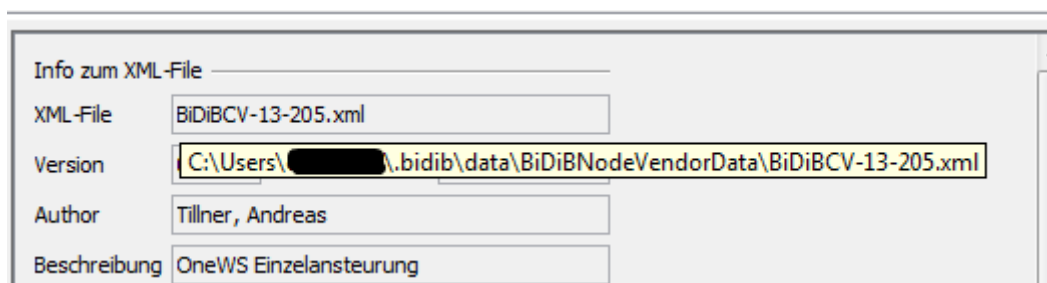 Info zum XML-File
XML-File BiDiBCV-13-205.xml
Version C:\Users\ \.bidib\data\BiDiBNodeVendorData\BiDiBCV-13-205.xml
Author Tillner, Andreas
Beschreibung OneWS Einzelansteurung